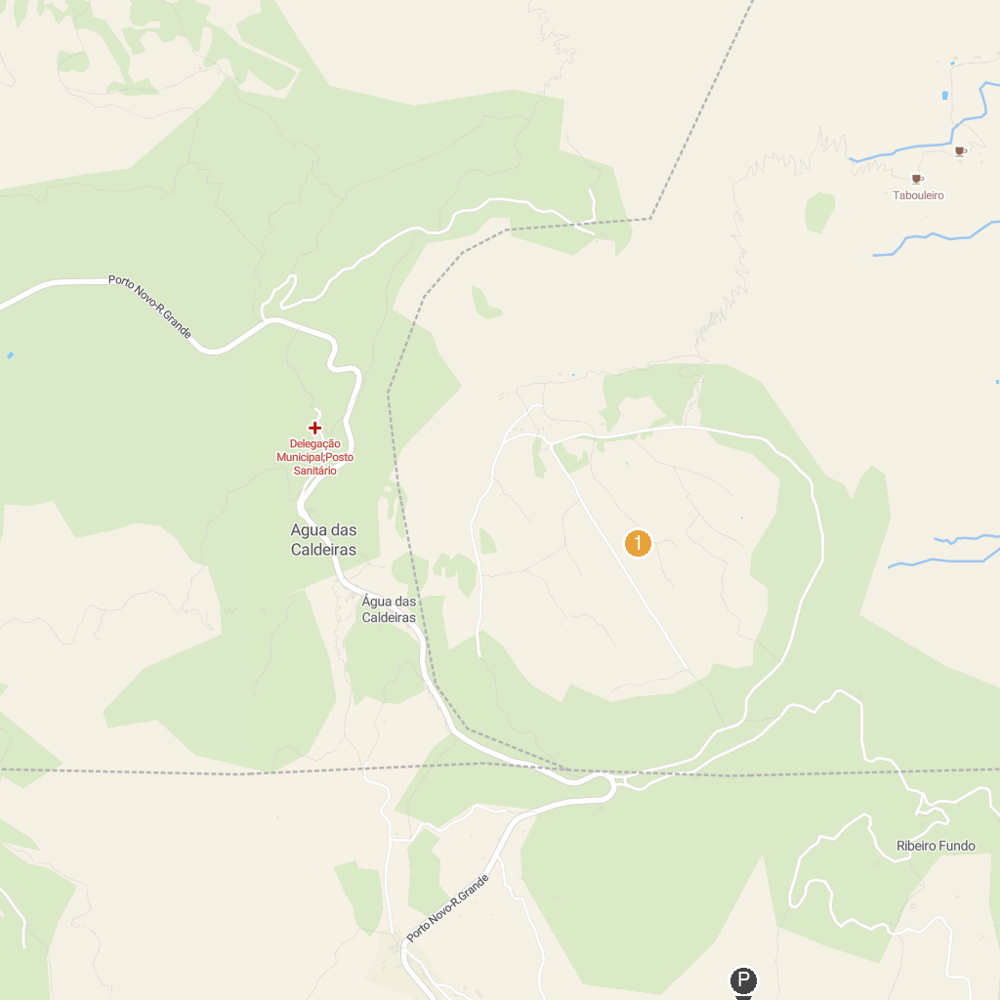 Tabouleiro
Porto Novo-R.Grande
Delegação
Municipal;Posto
Sanitário
Agua das
Caldeiras
1
Água das
Caldeiras
Ribeiro Fundo
Porto Novo-R.Grande
P